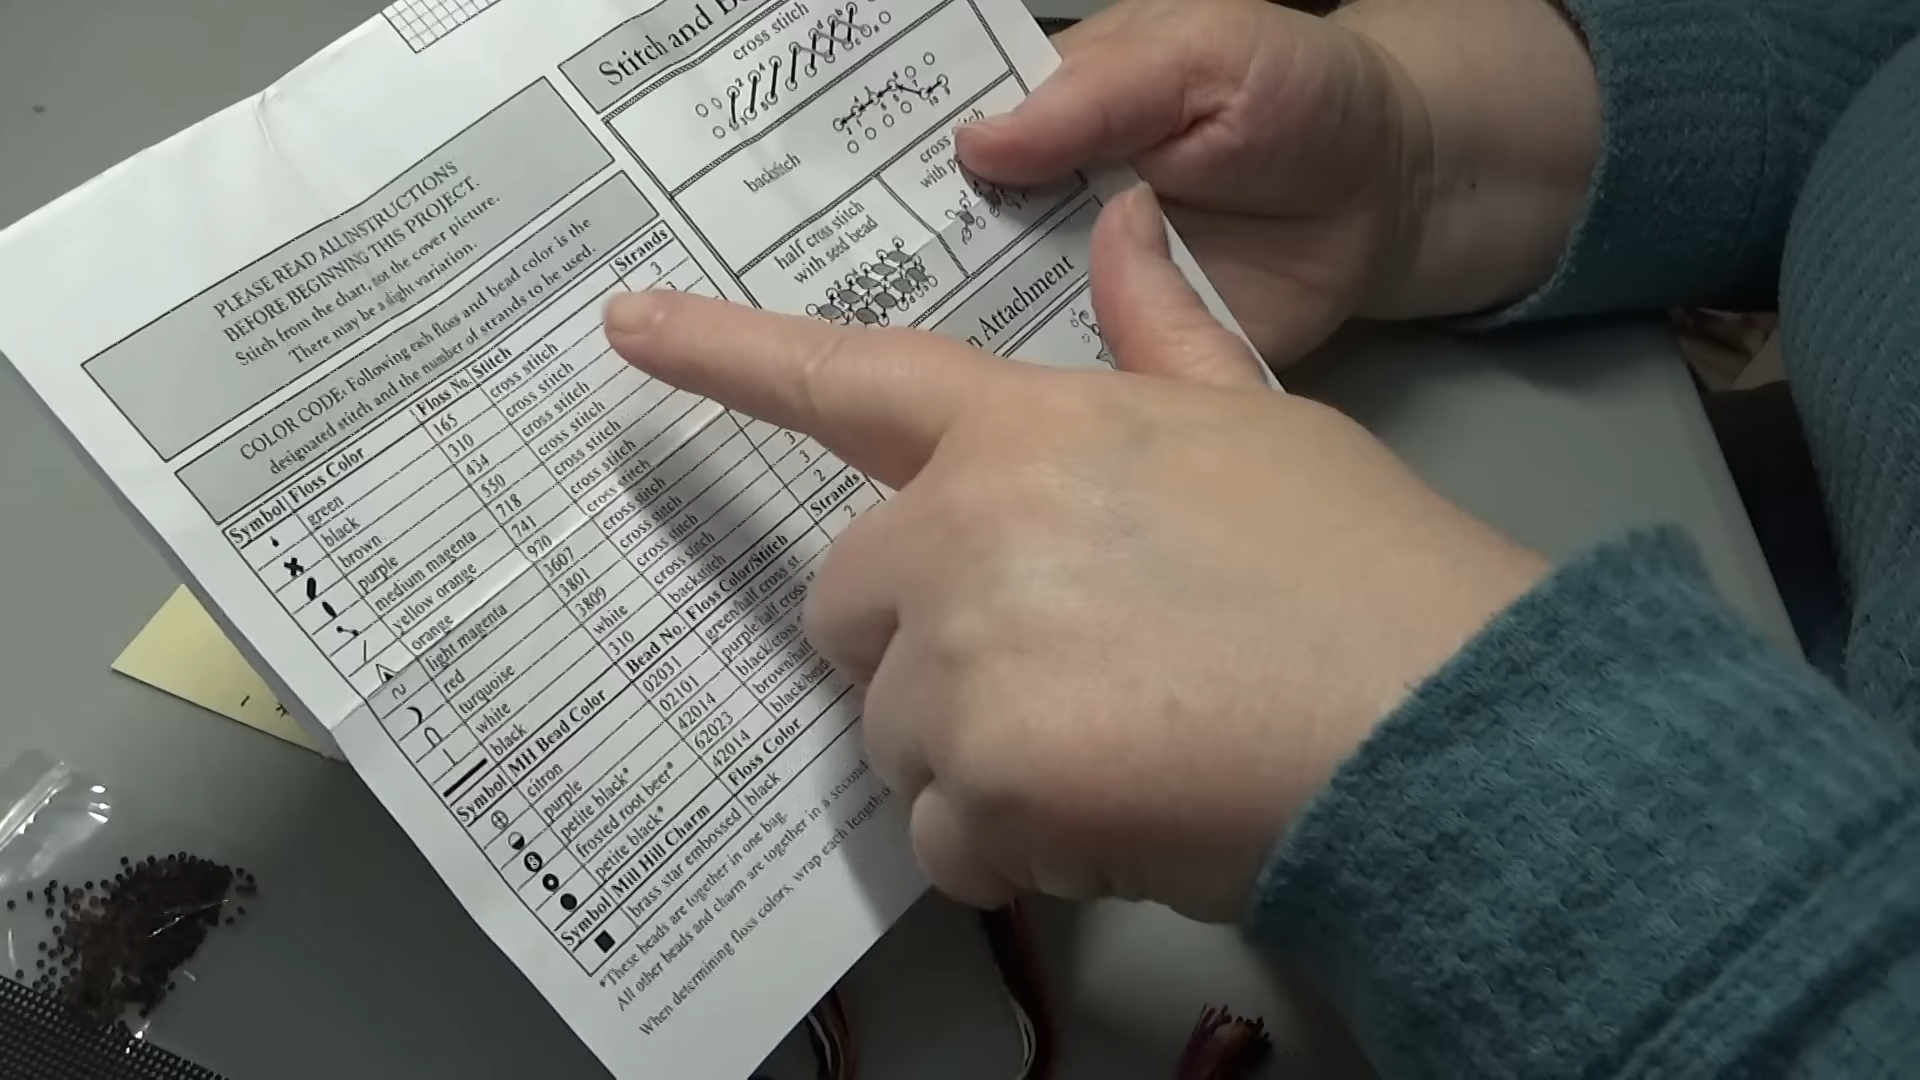 PLEASE READ ALL INSTRUCTIONS
BEFORE BEGINNING THIS PROJECT.
Stitch from the chart, not the cover picture.
There may be a slight variation.
COLOR CODE: Following each floss and bead color is the
designated stitch and the number of strands to be used.
Symbol Floss Color Floss No. Stitch Strands
green 165 cross stitch 3
black 310 cross stitch 3
brown 434 cross stitch
purple 550 cross stitch
medium magenta 718 cross stitch
yellow orange 741 cross stitch
orange 970 cross stitch
light magenta 3607 cross stitch
red 3801 cross stitch
turquoise 3809 cross stitch 3
white white cross stitch 3
black 310 backstitch 2
Symbol MH Bead Color Bead No. Floss Color/Stitch Strands
citron 02031 green/half cross st 2
purple 02101 purple/half cross
petite black* 42014 black/cross
frosted root beer* 62023 brown/half
petite black* 42014 black/bead
Symbol Mill Hill Charm Floss Color
brass star embossed black
*These beads are together in one bag.
All other beads and charm are together in a second
When determining floss colors, wrap each length
Stitch and
cross stitch
backstitch
cross stitch
with
half cross stitch
with seed bead
Attachment